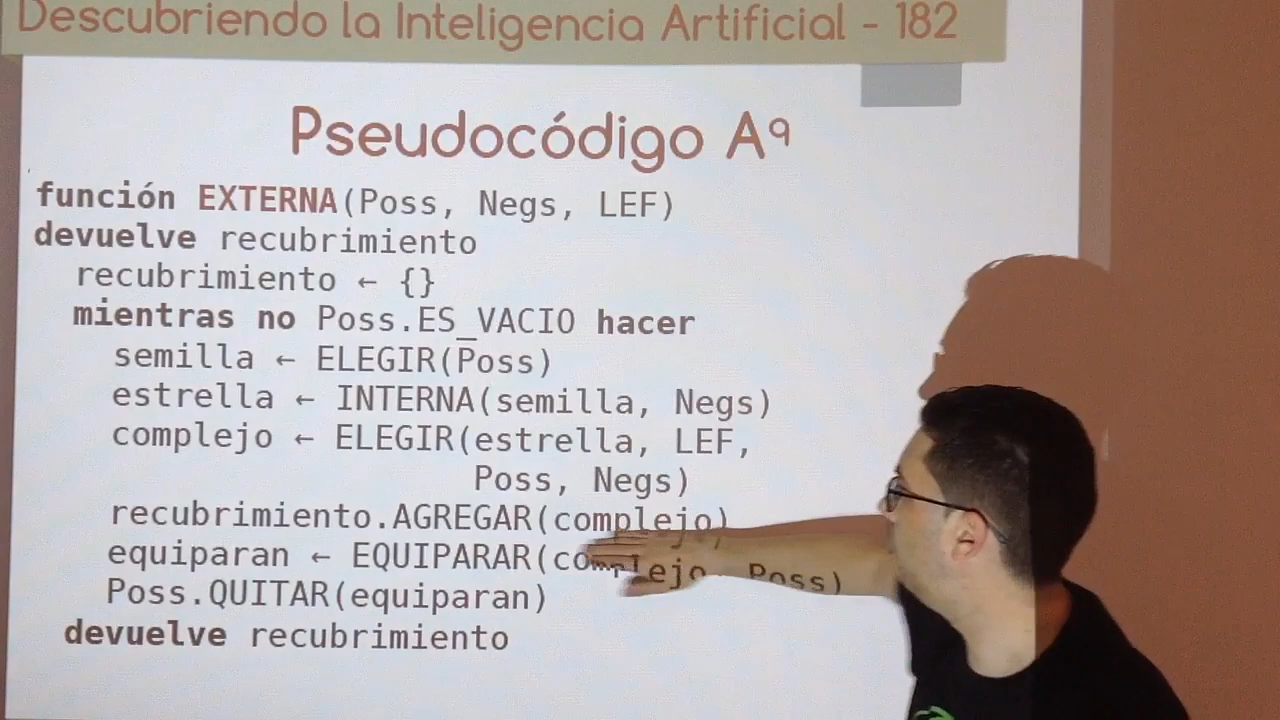 Descubriendo la Inteligencia Artificial - 182
Pseudocódigo Aq
función EXTERNA(Poss, Negs, LEF)
devuelve recubrimiento
recubrimiento ← {}
mientras no Poss.ES_VACIO hacer
semilla ← ELEGIR(Poss)
estrella ← INTERNA(semilla, Negs)
complejo ← ELEGIR(estrella, LEF,
Poss, Negs)
recubrimiento.AGREGAR(complejo)
equiparan ← EQUIPARAR(complejo, Poss)
Poss.QUITAR(equiparan)
devuelve recubrimiento